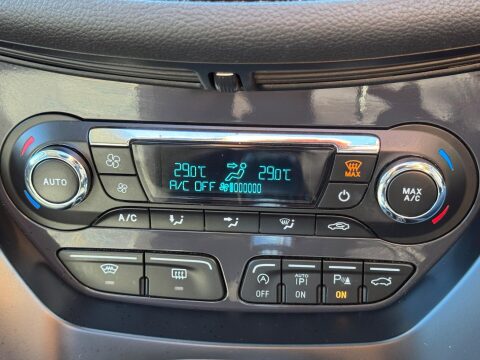 29.0°C 29.0°C
A/C OFF
MAX
AUTO
MAX
A/C
A/C
A
OFF
AUTO
P
ON
P
ON